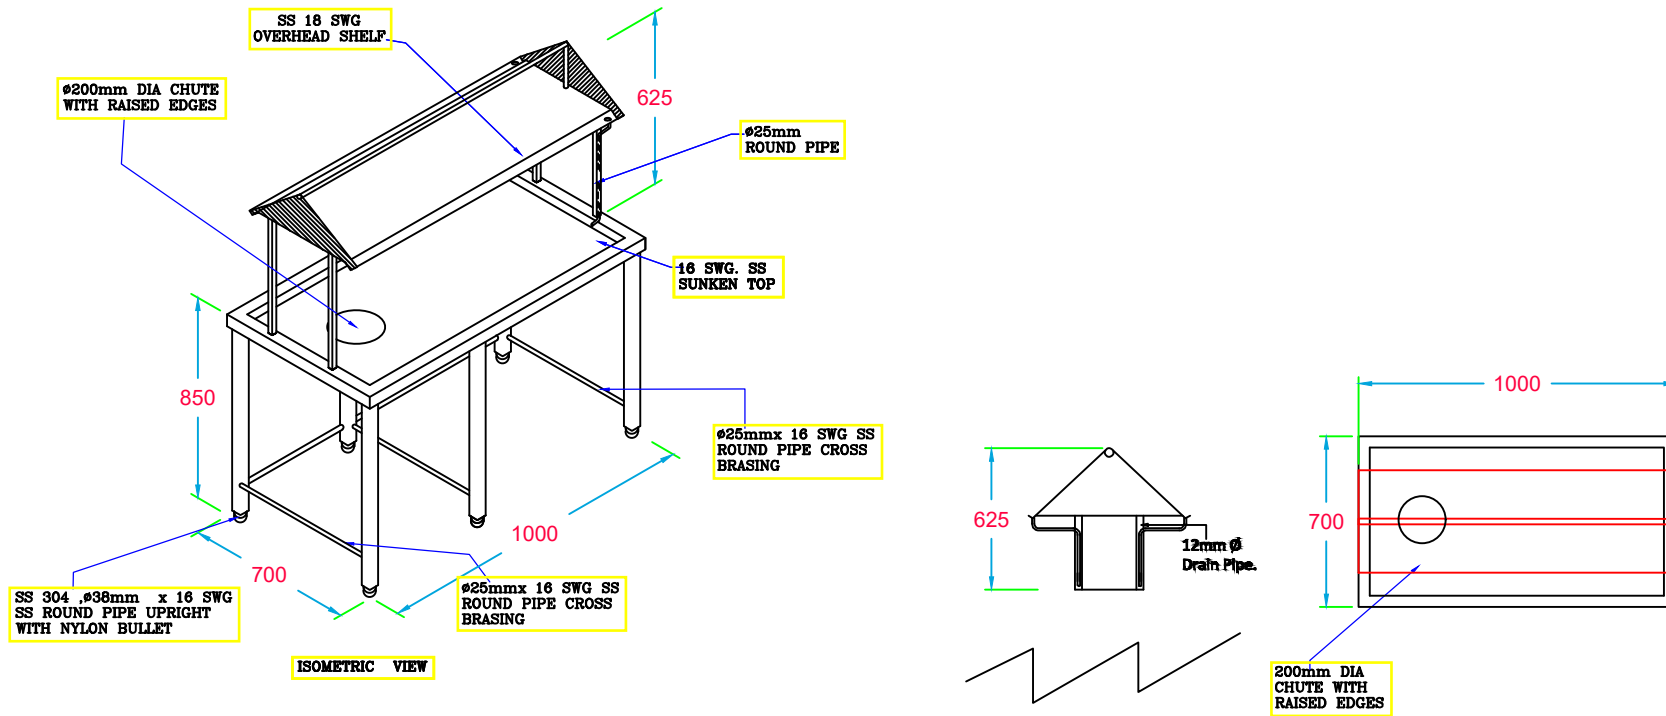 SS 18 SWG
OVERHEAD SHELF
ø200mm DIA CHUTE
WITH RAISED EDGES
625
ø25mm
ROUND PIPE
16 SWG. SS
SUNKEN TOP
850
ø25mmx 16 SWG SS
ROUND PIPE CROSS
BRASING
1000
700
SS 304 ,ø38mm x 16 SWG
SS ROUND PIPE UPRIGHT
WITH NYLON BULLET
ø25mmx 16 SWG SS
ROUND PIPE CROSS
BRASING
ISOMETRIC VIEW
625
12mm Ø
Drain Pipe.
1000
700
200mm DIA
CHUTE WITH
RAISED EDGES